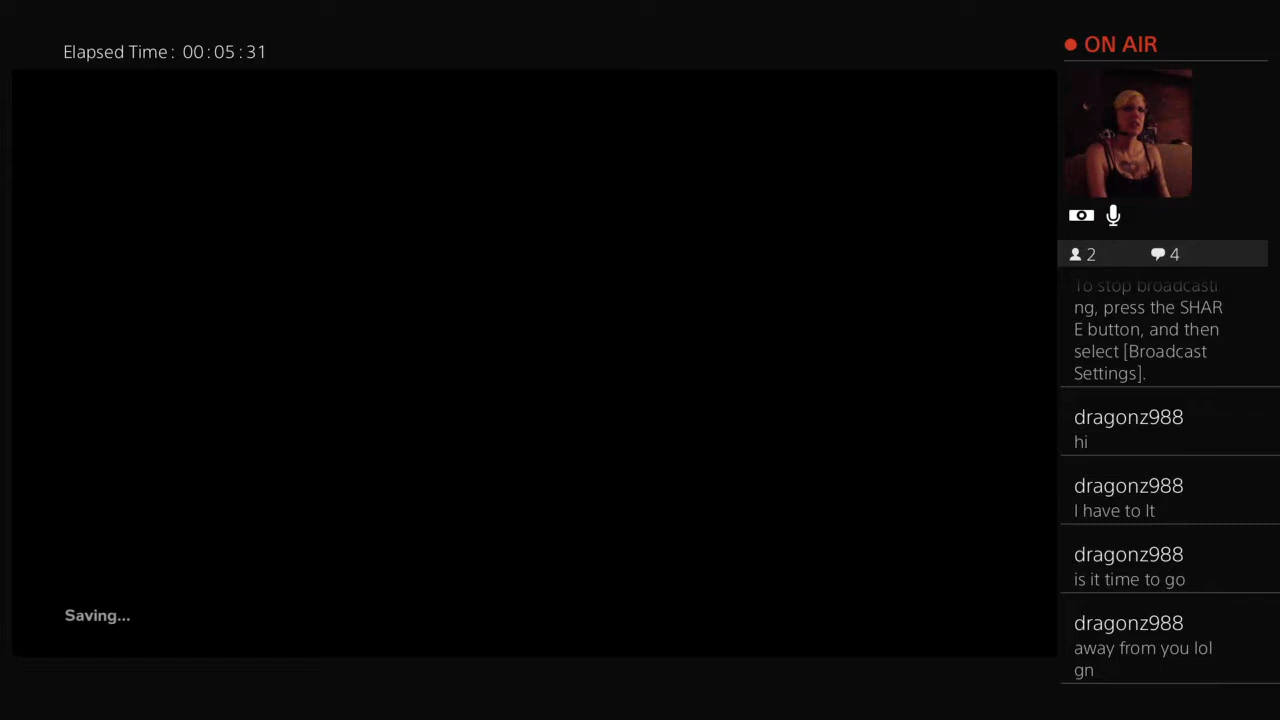 Elapsed Time: 00:05:31
ON AIR
2 4
To stop broadcasti
ng, press the SHAR
E button, and then
select [Broadcast
Settings].
dragonz988
hi
dragonz988
I have to lt
dragonz988
is it time to go
dragonz988
away from you lol
gn
Saving...